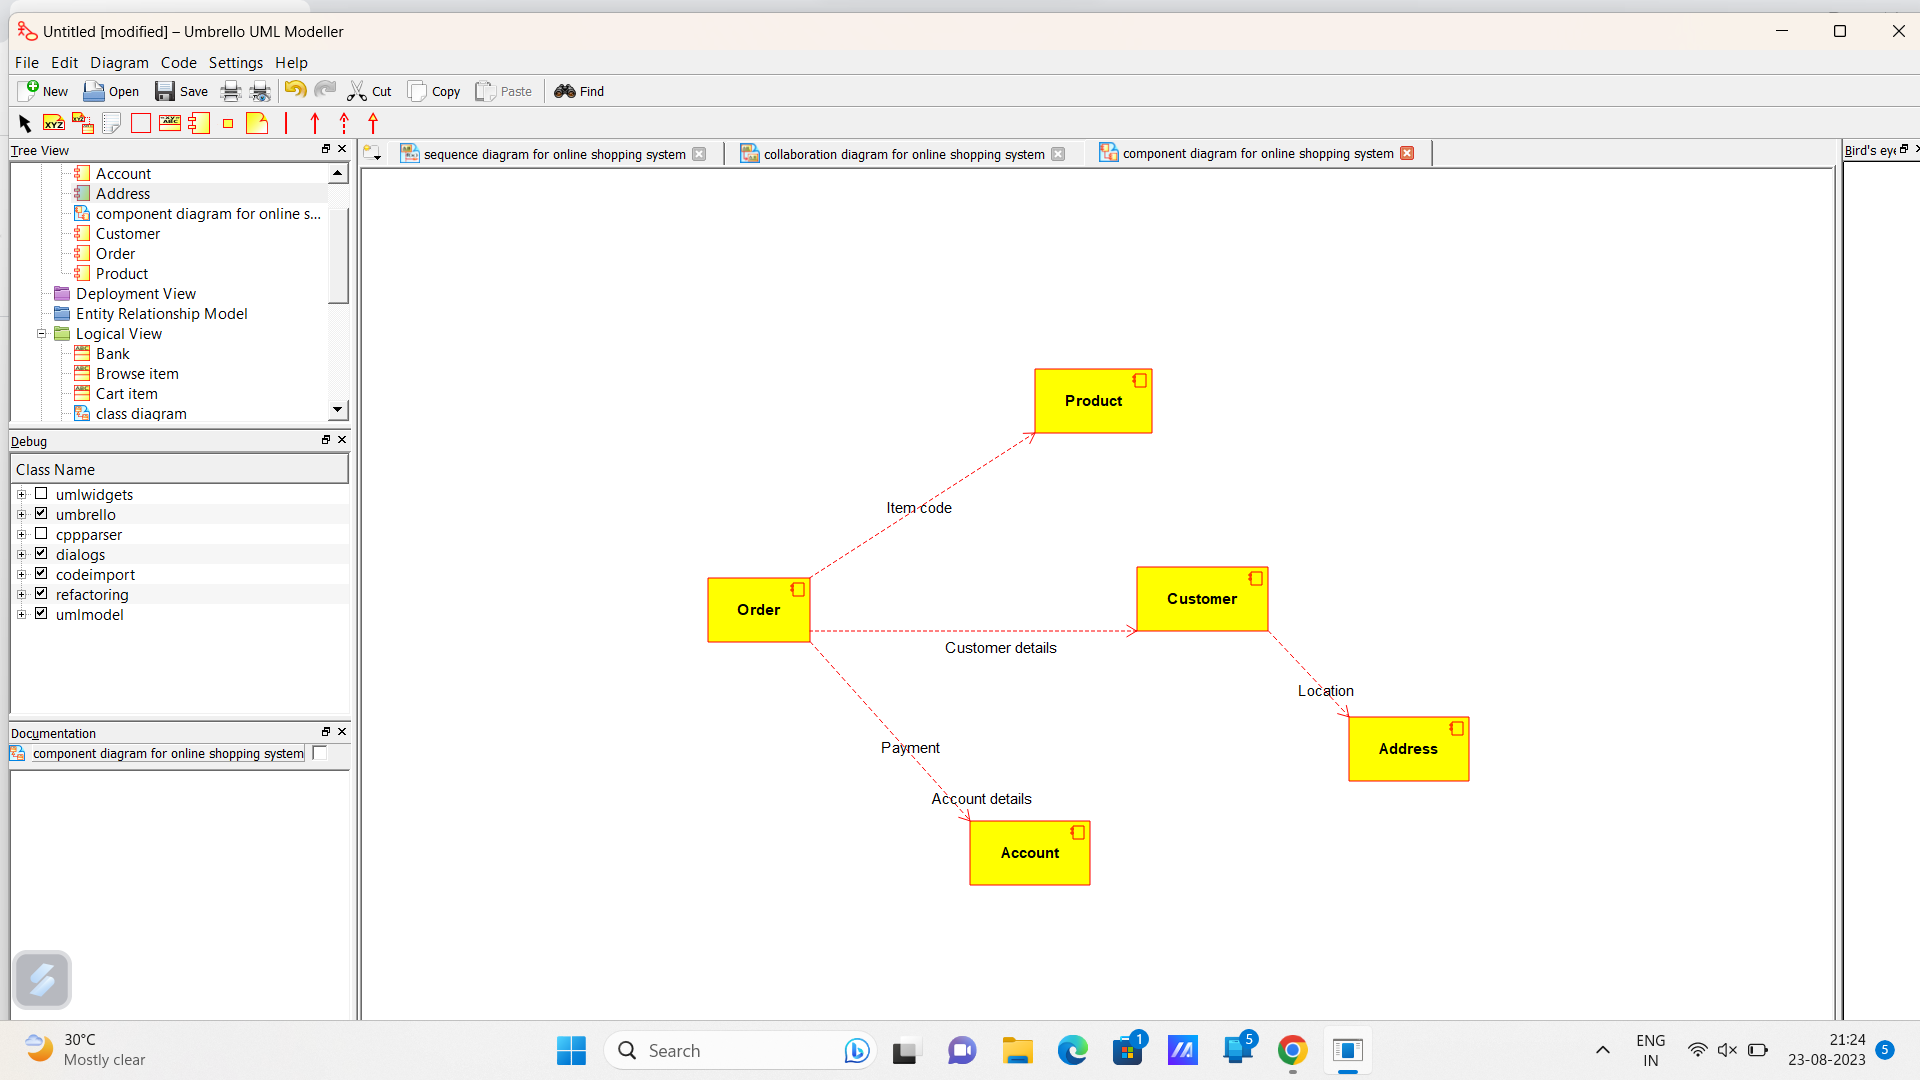 Untitled [modified] – Umbrello UML Modeller
File Edit Diagram Code Settings Help
New Open Save Cut Copy Paste Find
XYZ
Tree View
Account
Address
component diagram for online s...
Customer
Order
Product
Deployment View
Entity Relationship Model
Logical View
Bank
Browse item
Cart item
class diagram
Debug
Class Name
umlwidgets
umbrello
cppparser
dialogs
codeimport
refactoring
umlmodel
Documentation
component diagram for online shopping system
sequence diagram for online shopping system
collaboration diagram for online shopping system
component diagram for online shopping system
Bird's eye
Product
Item code
Order
Customer
Customer details
Location
Address
Payment
Account details
Account
30°C
Mostly clear
Search
1
5
ENG
IN
21:24
23-08-2023
5